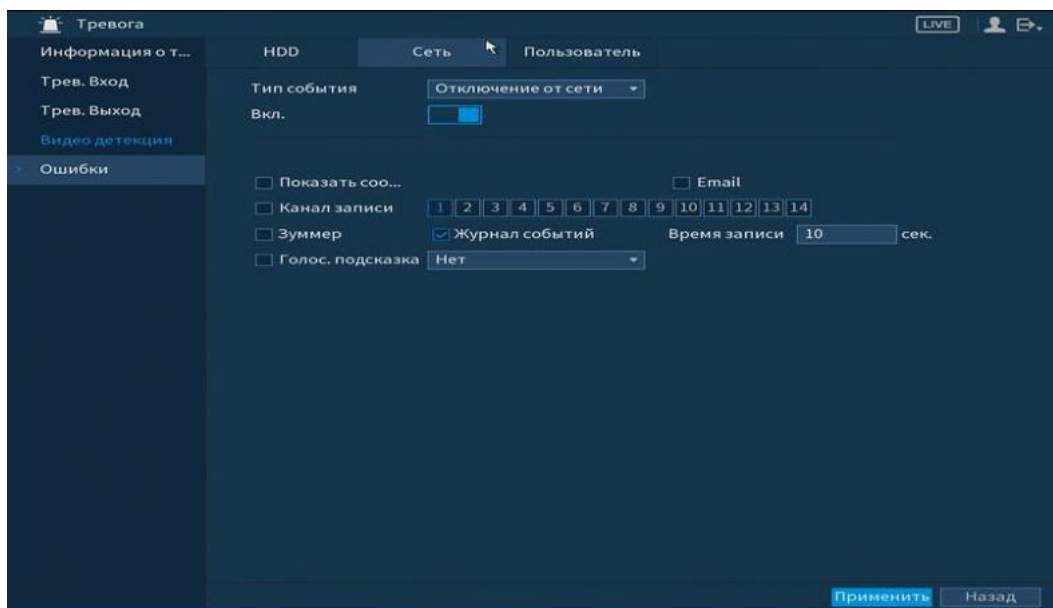 Тревога LIVE
Информация о т... HDD Сеть Пользователь
Трев. Вход
Тип события Отключение от сети
Трев. Выход
Вкл.
Видео детекция
Ошибки
Показать соо... Email
Канал записи 1 2 3 4 5 6 7 8 9 10 11 12 13 14
Зуммер Журнал событий Время записи 10 сек.
Голос. подсказка Нет
Применить Назад